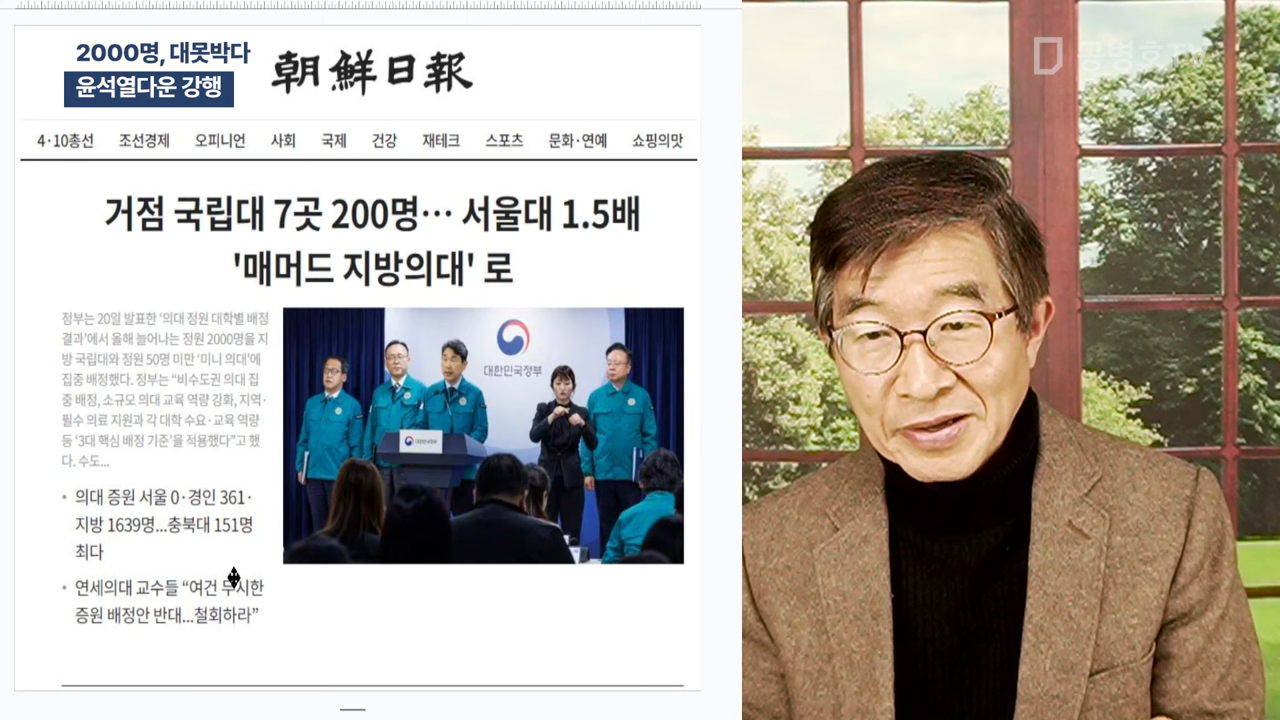 2000명, 대못박다
윤석열다운 강행
朝鮮日報
4·10총선 조선경제 오피니언 사회 국제 건강 재테크 스포츠 문화·연예 쇼핑의맛
거점 국립대 7곳 200명… 서울대 1.5배
'매머드 지방의대' 로
정부는 20일 발표한 '의대 정원 대학별 배정
결과'에서 올해 늘어나는 정원 2000명을 지
방 국립대와 정원 50명 미만 '미니 의대'에
집중 배정했다. 정부는 “비수도권 의대 집
중 배정, 소규모 의대 교육 역량 강화, 지역·
필수 의료 지원과 각 대학 수요·교육 역량
등 '3대 핵심 배정 기준'을 적용했다”고 했
다. 수도...
• 의대 증원 서울 0·경인 361·
지방 1639명...충북대 151명
최다
• 연세의대 교수들 “여건 무시한
증원 배정안 반대...철회하라”
대한민국정부
공병호TV